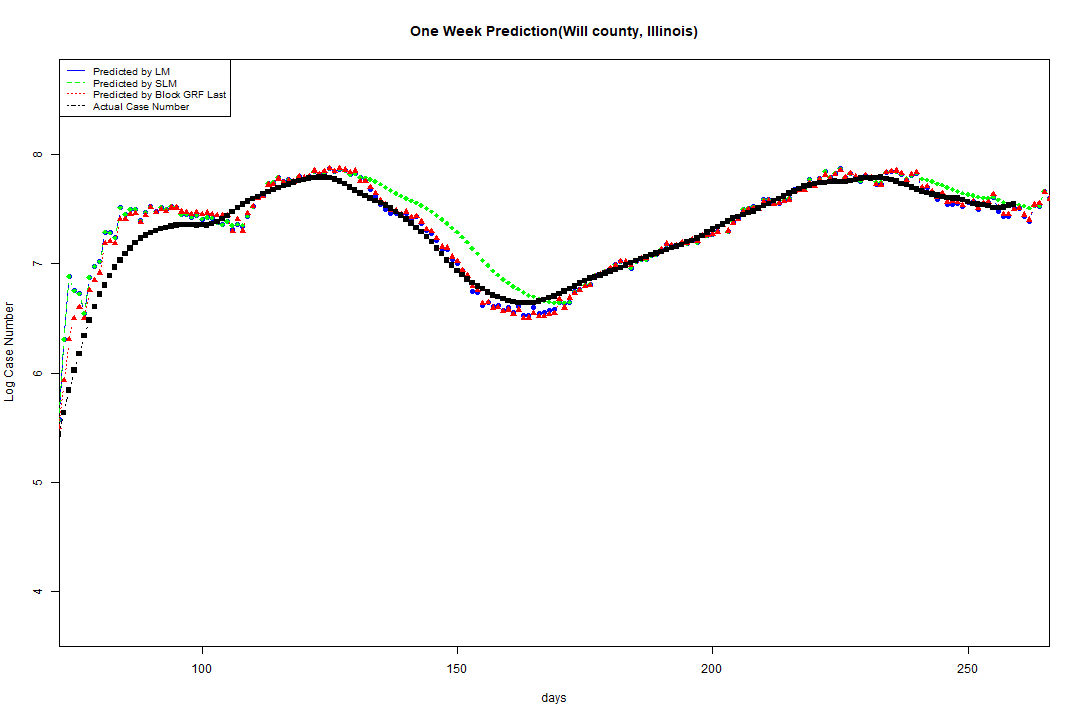 One Week Prediction(Will county, Illinois)
Predicted by LM
Predicted by SLM
Predicted by Block GRF Last
Actual Case Number
8
7
6
5
4
Log Case Number
100 150 200 250
days